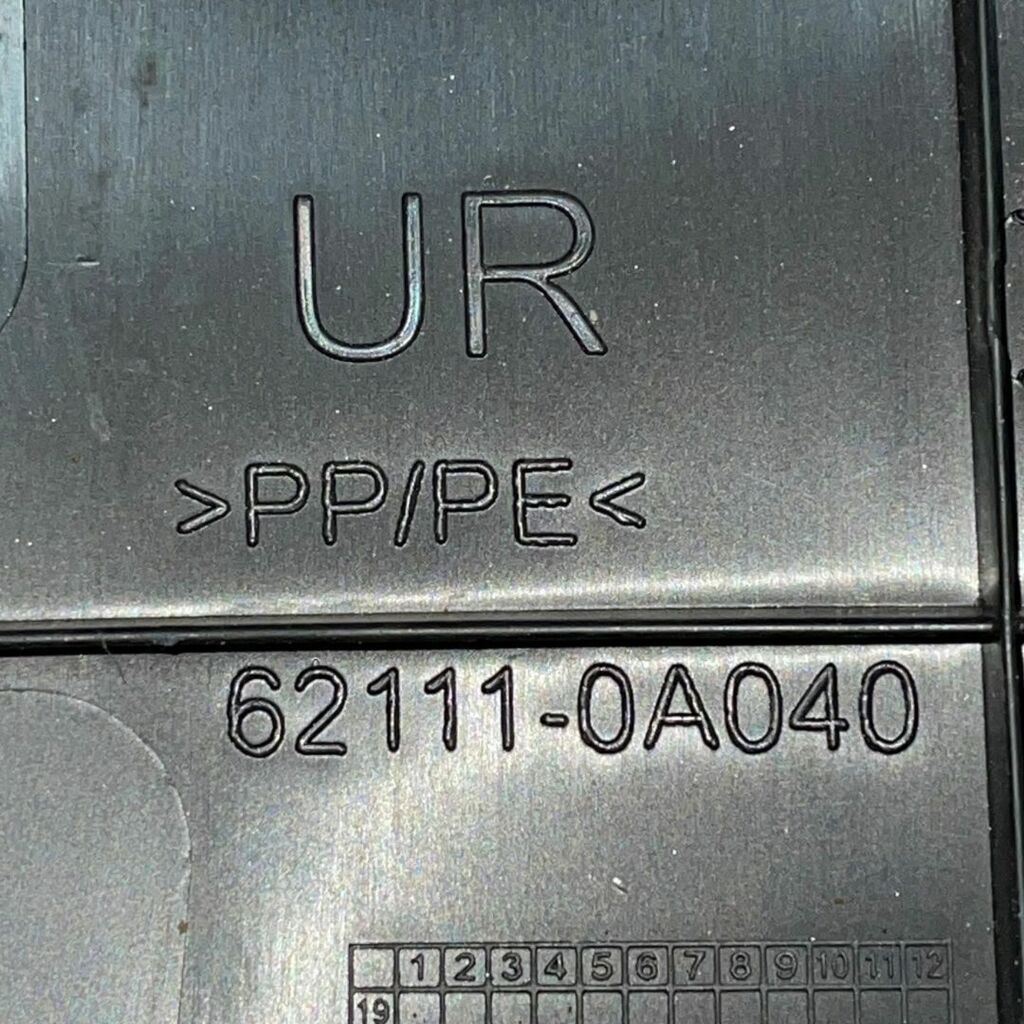 UR
>PP/PE<
62111-0A040
1 2 3 4 5 6 7 8 9 10 11 12
19